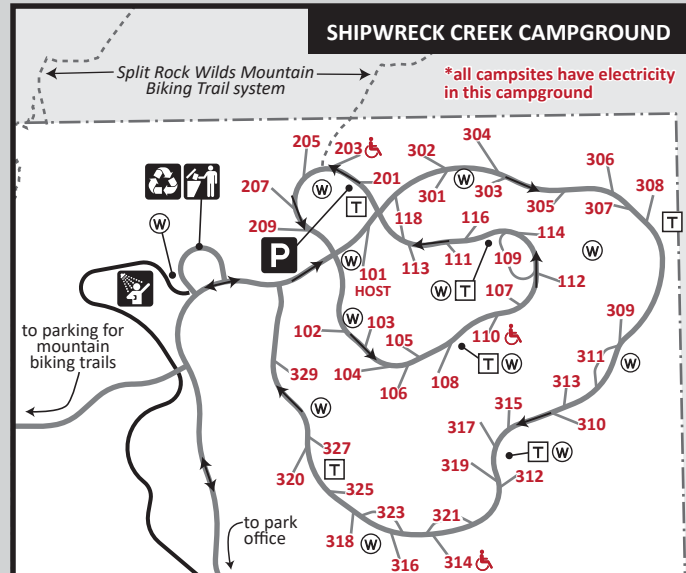 SHIPWRECK CREEK CAMPGROUND
Split Rock Wilds Mountain
Biking Trail system
*all campsites have electricity
in this campground
304
205
203
302
306
201
W
W
301
303
308
207
T
305
307
T
W
209
118
116
114
P
W
101
HOST
113
111
109
W
W
T
112
107
to parking for
mountain
biking trails
102
W
103
105
110
309
329
104
106
108
T
W
311
W
313
W
315
310
327
317
T
W
320
T
319
312
325
323
321
to park
office
318
W
316
314